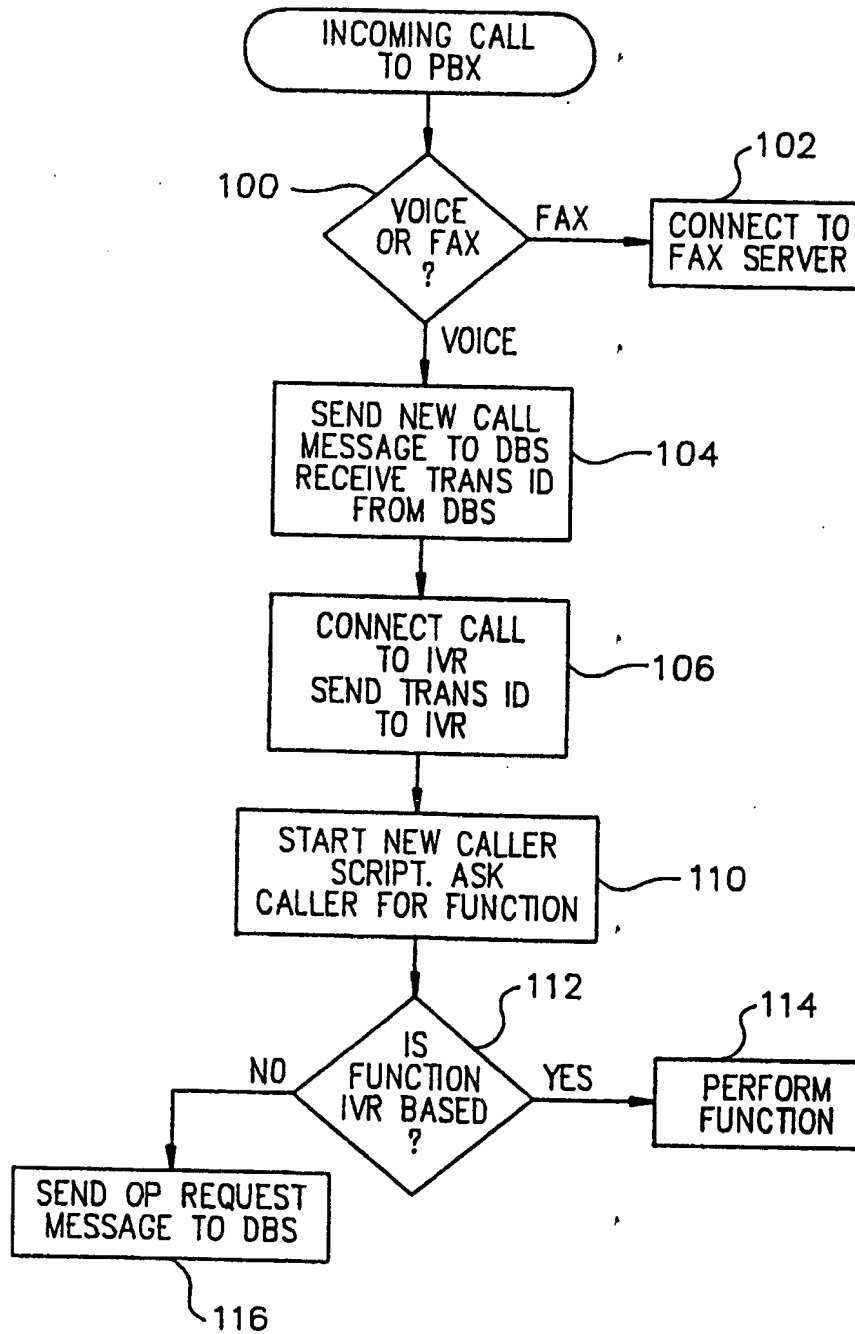 INCOMING CALL
TO PBX
100
VOICE
OR FAX
?
FAX
102
CONNECT TO
FAX SERVER
VOICE
SEND NEW CALL
MESSAGE TO DBS
RECEIVE TRANS ID
FROM DBS
104
CONNECT CALL
TO IVR
SEND TRANS ID
TO IVR
106
START NEW CALLER
SCRIPT. ASK
CALLER FOR FUNCTION
110
112
IS
FUNCTION
IVR BASED
?
NO
YES
114
PERFORM
FUNCTION
SEND OP REQUEST
MESSAGE TO DBS
116